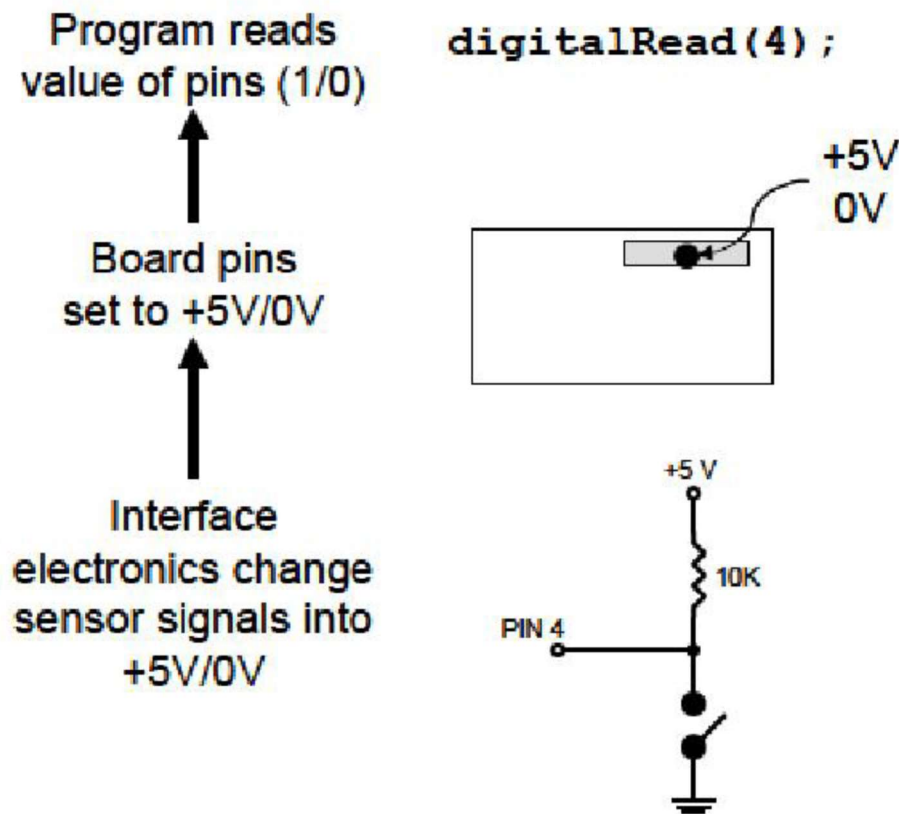 Program reads
value of pins (1/0)
digitalRead(4);
+5V
0V
Board pins
set to +5V/0V
Interface
electronics change
sensor signals into
+5V/0V
+5 V
10K
PIN 4